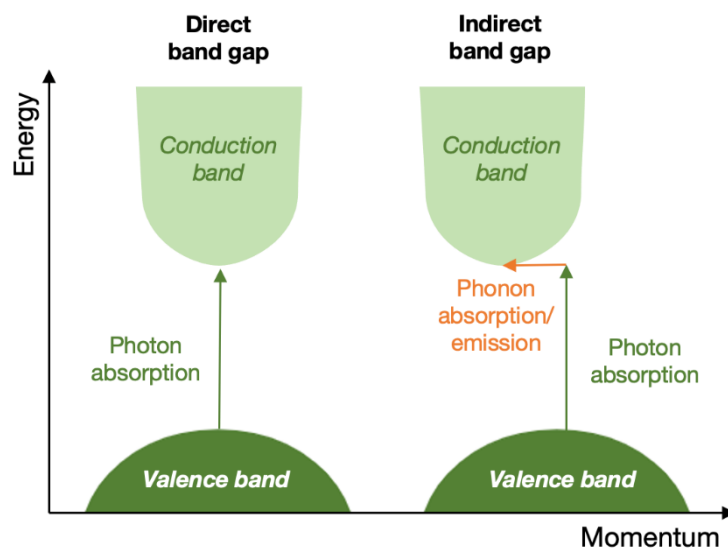 Direct
band gap
Indirect
band gap
Energy
Conduction
band
Conduction
band
Phonon
absorption/
emission
Photon
absorption
Photon
absorption
Valence band
Valence band
Momentum